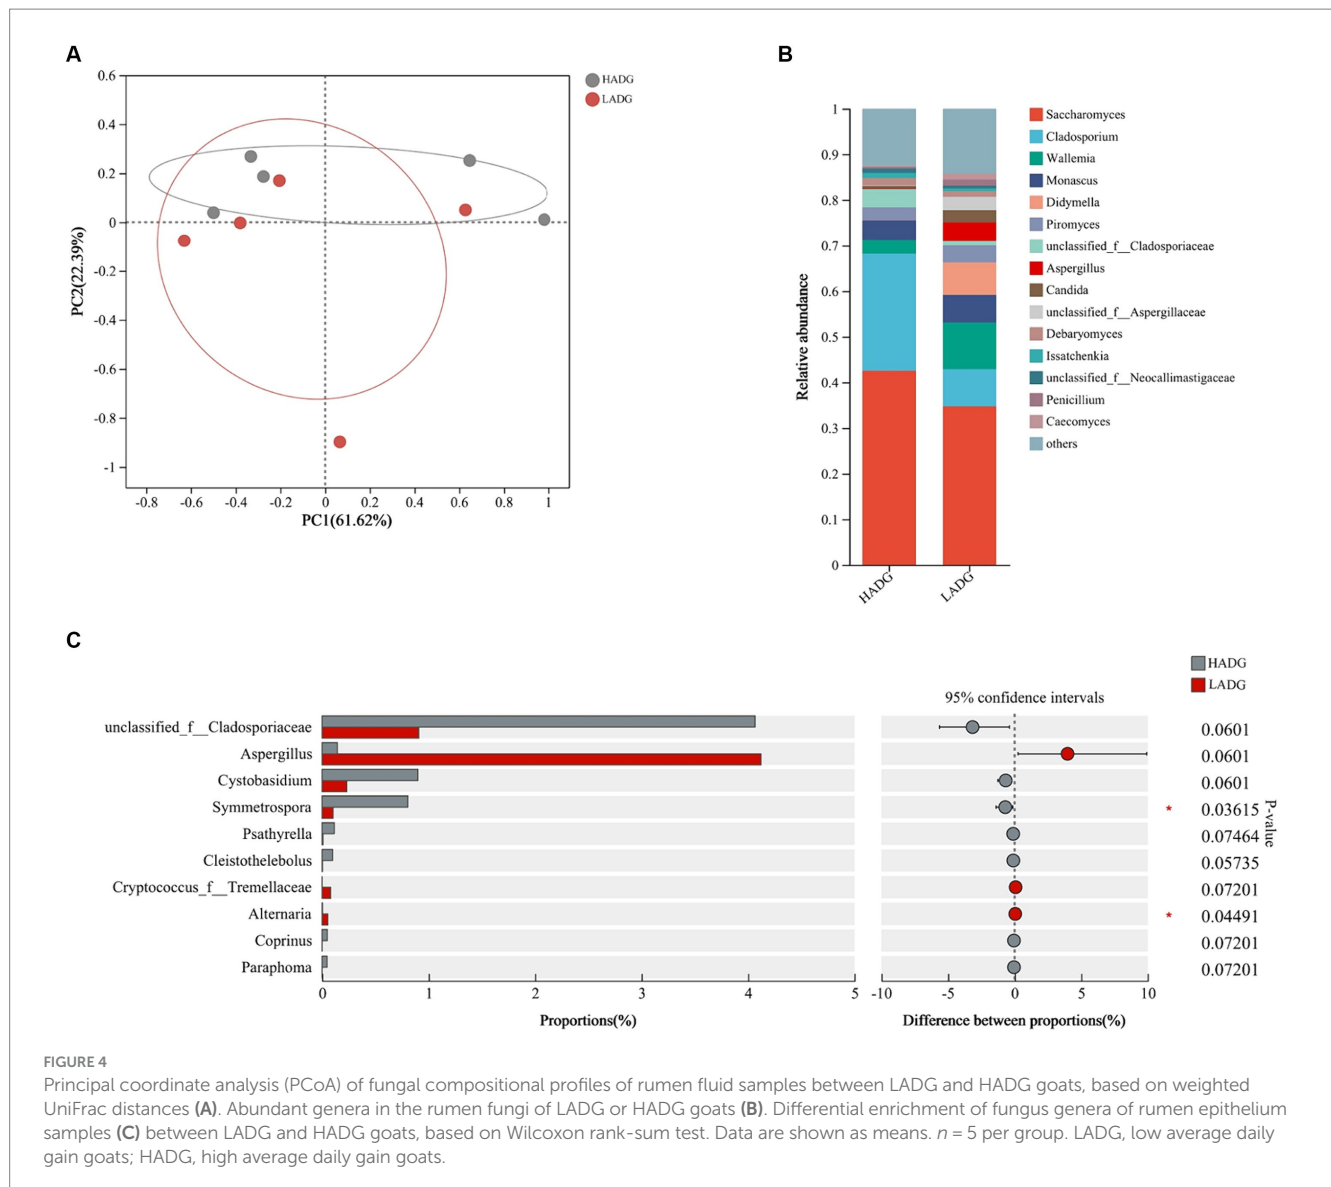 A
HADG
LADG
0.6
0.4
0.2
0
-0.2
-0.4
-0.6
-0.8
-1
PC2(22.39%)
-0.8 -0.6 -0.4 -0.2 0 0.2 0.4 0.6 0.8 1
PC1(61.62%)
B
1
0.9
0.8
0.7
0.6
0.5
0.4
0.3
0.2
0.1
0
Relative abundance
HADG LADG
Saccharomyces
Cladosporium
Wallemia
Monascus
Didymella
Piromyces
unclassified_f__Cladosporiaceae
Aspergillus
Candida
unclassified_f__Aspergillaceae
Debaryomyces
Issatchenkia
unclassified_f__Neocallimastigaceae
Penicillium
Caecomyces
others
C
HADG
LADG
95% confidence intervals
unclassified_f__Cladosporiaceae 0.0601
Aspergillus 0.0601
Cystobasidium 0.0601
Symmetrospora * 0.03615
Psathyrella 0.07464
Cleistothelebolus 0.05735
Cryptococcus_f__Tremellaceae 0.07201
Alternaria * 0.04491
Coprinus 0.07201
Paraphoma 0.07201
P-value
0 1 2 3 4 5 -10 -5 0 5 10
Proportions(%) Difference between proportions(%)
FIGURE 4
Principal coordinate analysis (PCoA) of fungal compositional profiles of rumen fluid samples between LADG and HADG goats, based on weighted
UniFrac distances (A). Abundant genera in the rumen fungi of LADG or HADG goats (B). Differential enrichment of fungus genera of rumen epithelium
samples (C) between LADG and HADG goats, based on Wilcoxon rank-sum test. Data are shown as means. n = 5 per group. LADG, low average daily
gain goats; HADG, high average daily gain goats.